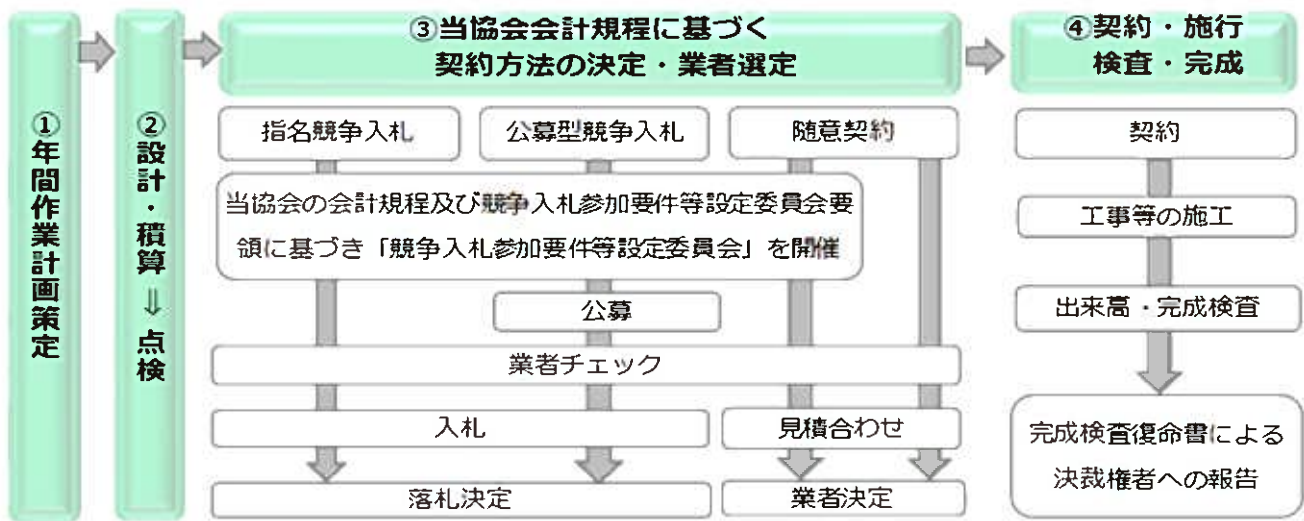 ①年間作業計画策定
②設計・積算⇒点検
③当協会会計規程に基づく
契約方法の決定・業者選定
指名競争入札
公募型競争入札
随意契約
当協会の会計規程及び競争入札参加要件等設定委員会要
領に基づき「競争入札参加要件等設定委員会」を開催
公募
業者チェック
入札
見積合わせ
落札決定
業者決定
④契約・施行
検査・完成
契約
工事等の施工
出来高・完成検査
完成検査復命書による
決裁権者への報告